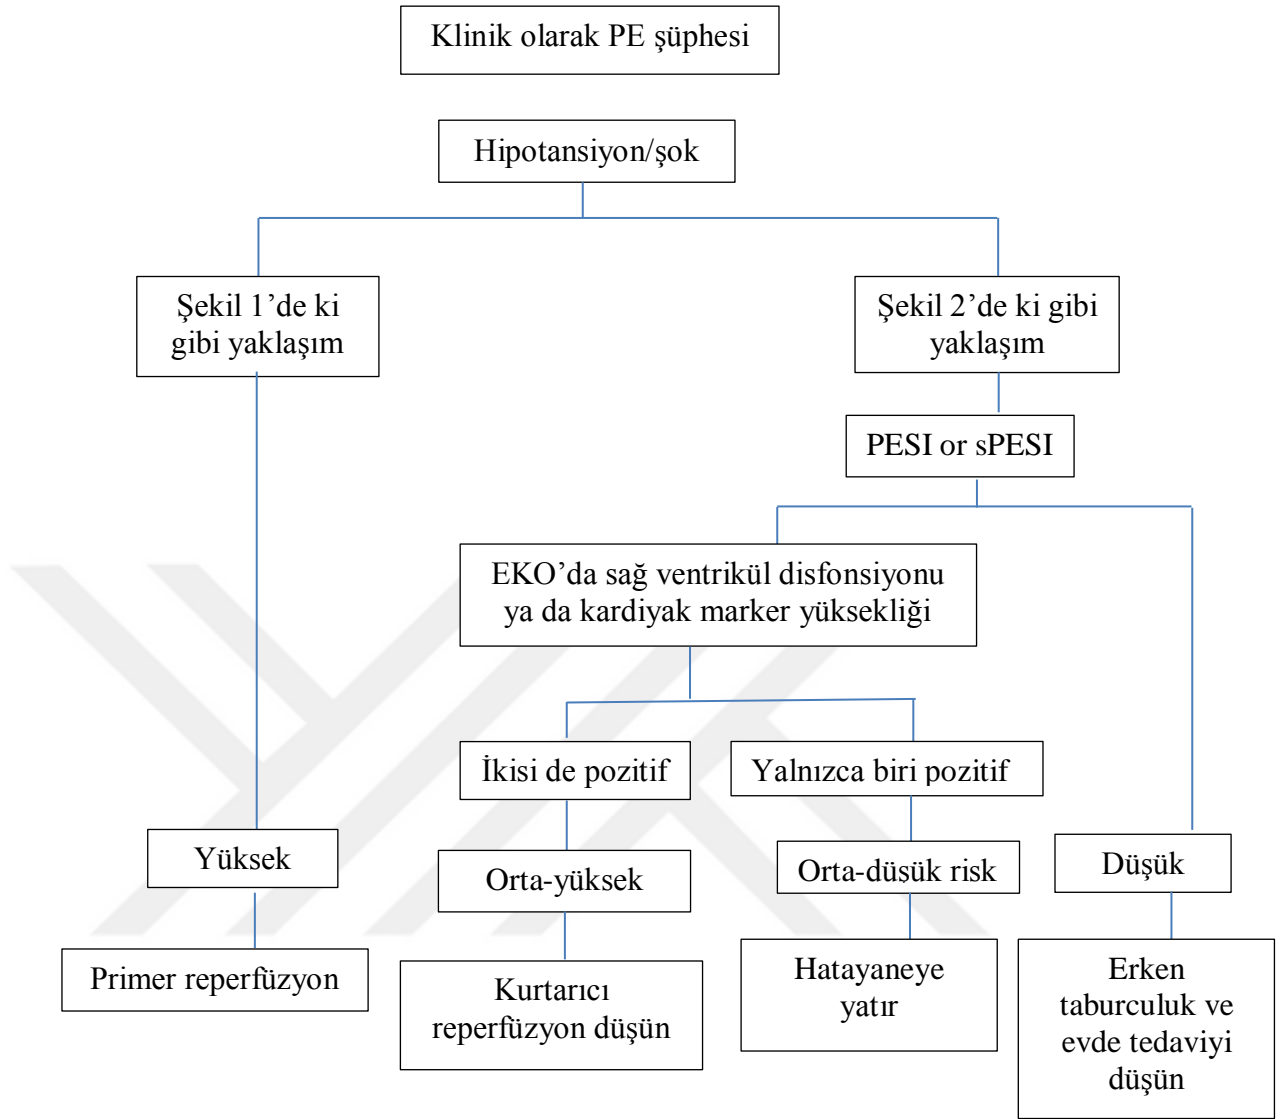 Klinik olarak PE şüphesi
Hipotansiyon/şok
Şekil 1’de ki
gibi yaklaşım
Şekil 2’de ki gibi
yaklaşım
PESI or sPESI
EKO’da sağ ventrikül disfonsiyonu
ya da kardiyak marker yüksekliği
İkisi de pozitif
Yalnızca biri pozitif
Yüksek
Orta-yüksek
Orta-düşük risk
Düşük
Primer reperfüzyon
Kurtarıcı
reperfüzyon düşün
Hatayaneye
yatır
Erken
taburculuk ve
evde tedaviyi
düşün